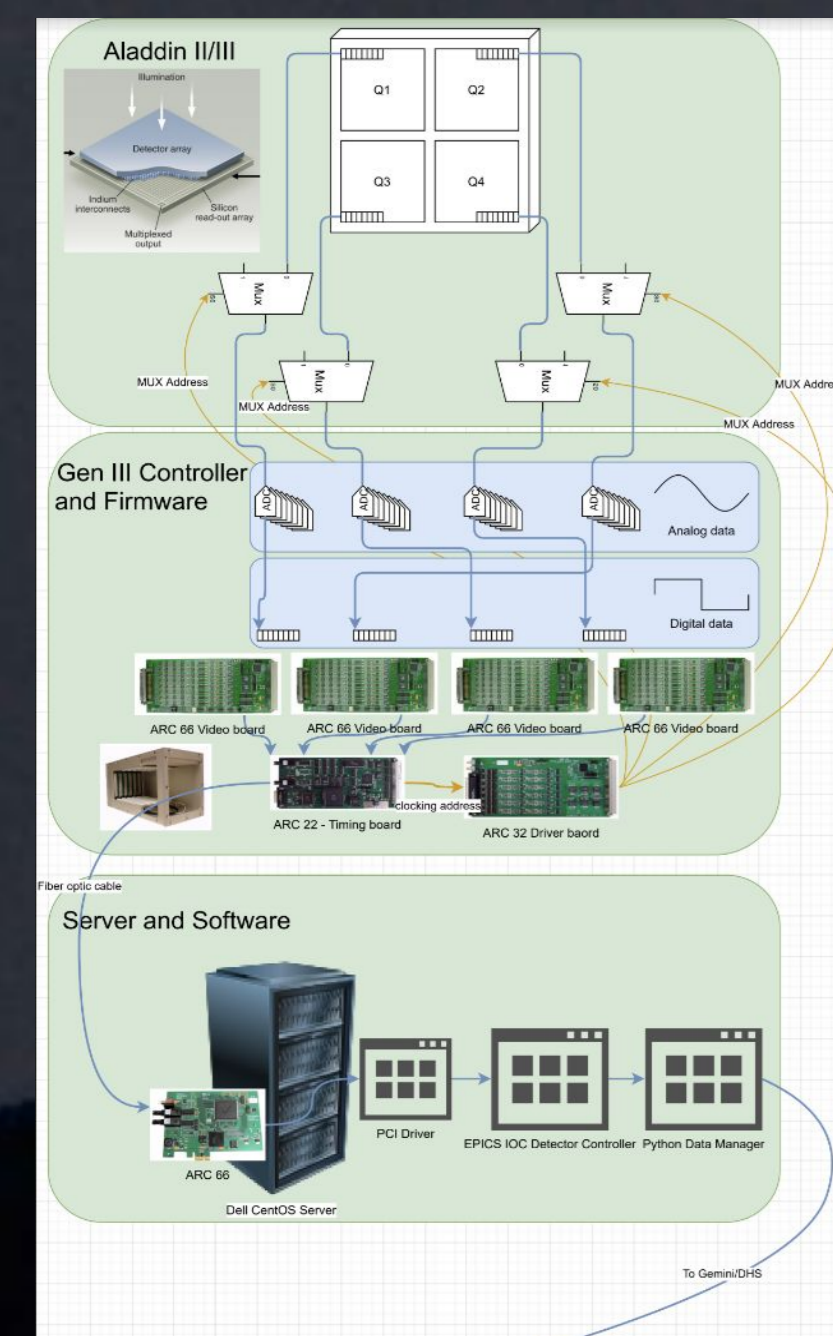 Aladdin II/III
Illumination
Detector array
Indium
interconnects
Silicon
read-out array
Multiplexed
output
Q1
Q2
Q3
Q4
Mux
Mux
Mux
Mux
MUX Address
MUX Address
MUX Addre
MUX Address
Gen III Controller
and Firmware
ADC
ADC
ADC
ADC
Analog data
Digital data
ARC 66 Video board
ARC 66 Video board
ARC 66 Video board
ARC 66 Video board
clocking address
ARC 22 - Timing board
ARC 32 Driver baord
Fiber optic cable
Server and Software
PCI Driver
EPICS IOC Detector Controller
Python Data Manager
ARC 66
Dell CentOS Server
To Gemini/DHS